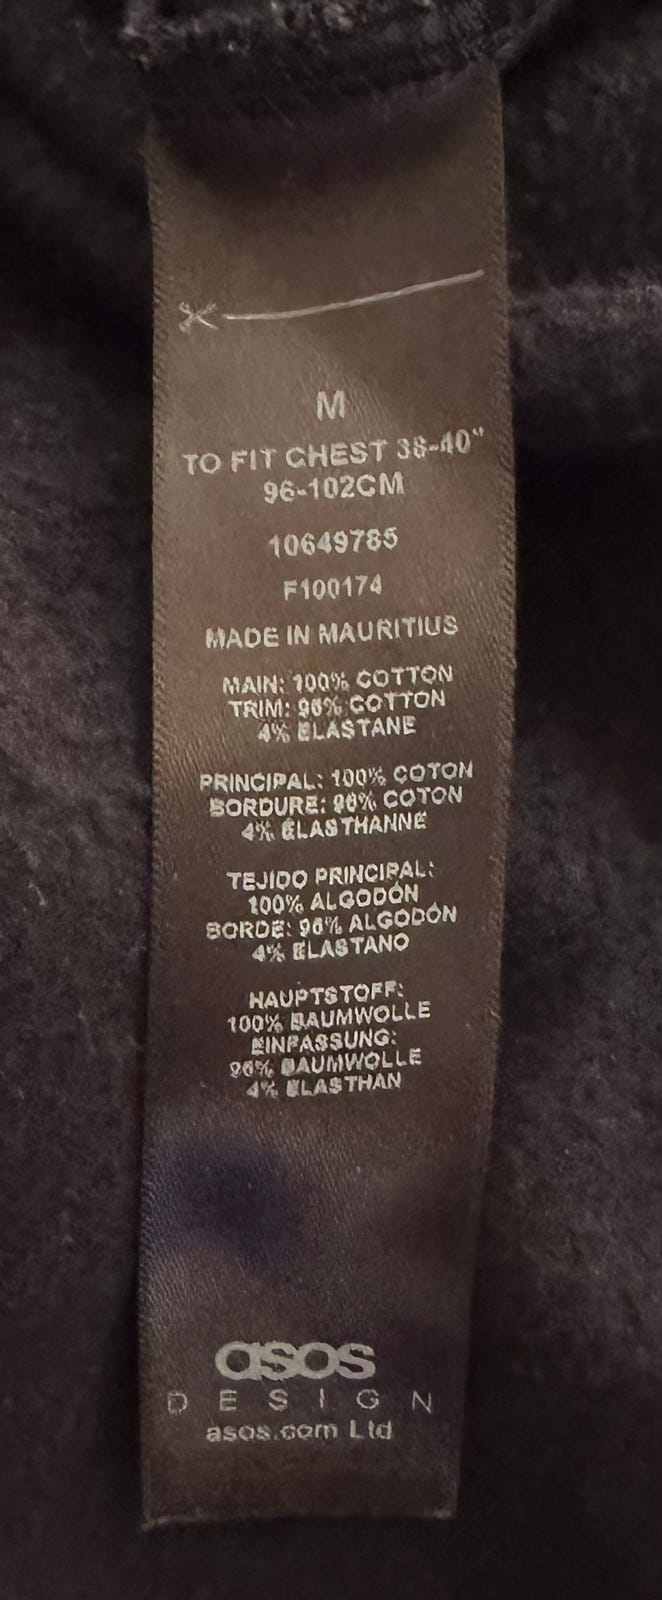 M
TO FIT CHEST 38-40"
96-102CM
10649785
F100174
MADE IN MAURITIUS
MAIN: 100% COTTON
TRIM: 96% COTTON
4% ELASTANE
PRINCIPAL: 100% COTON
BORDURE: 96% COTON
4% ÉLASTHANNE
TEJIDO PRINCIPAL:
100% ALGODÓN
BORDE: 96% ALGODÓN
4% ELASTANO
HAUPTSTOFF:
100% BAUMWOLLE
EINFASSUNG:
96% BAUMWOLLE
4% ELASTHAN
asos
DESIGN
asos.com Ltd